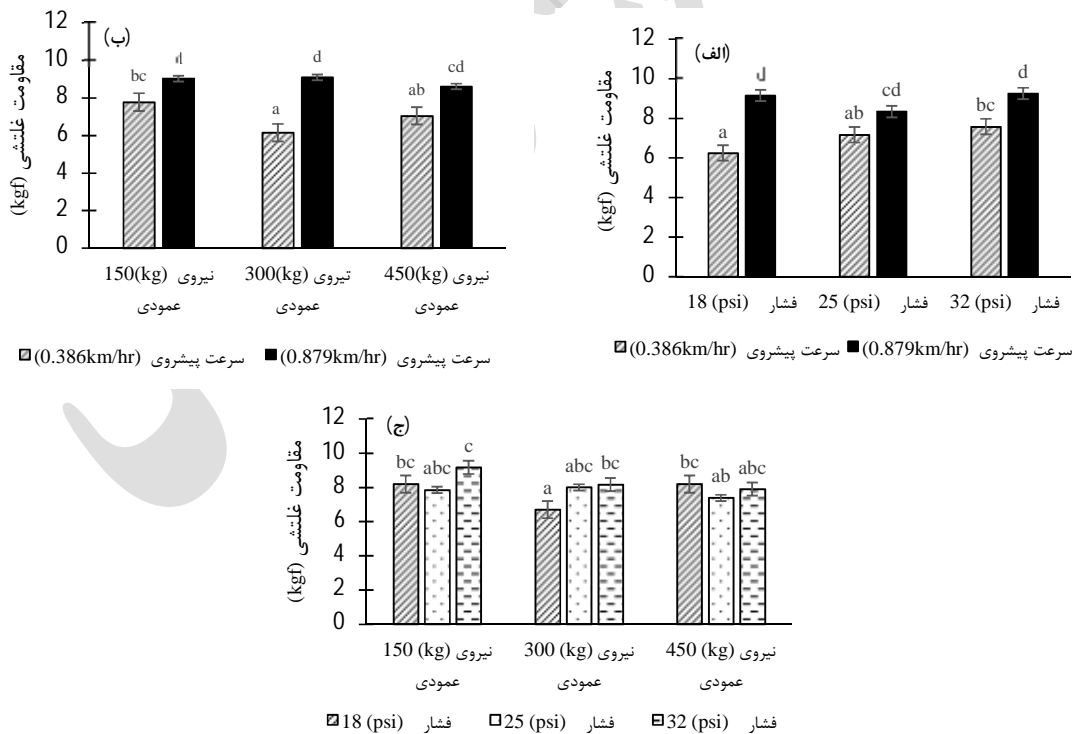 (الف)
مقاومت غلتشی (kgf)
12
10
8
6
4
2
0
a
d
ab
cd
bc
d
فشار 18 (psi)
فشار 25 (psi)
فشار 32 (psi)
سرعت پیشروی (0.386km/hr)
سرعت پیشروی (0.879km/hr)
(ب)
مقاومت غلتشی (kgf)
12
10
8
6
4
2
0
bc
d
a
d
ab
cd
نیروی 150(kg)
عمودی
تیروی 300(kg)
عمودی
نیروی 450(kg)
عمودی
سرعت پیشروی (0.386km/hr)
سرعت پیشروی (0.879km/hr)
(ج)
مقاومت غلتشی (kgf)
12
10
8
6
4
2
0
bc
abc
c
a
abc
bc
bc
ab
abc
نیروی 150 (kg)
عمودی
نیروی 300 (kg)
عمودی
نیروی 450 (kg)
عمودی
فشار 18 (psi)
فشار 25 (psi)
فشار 32 (psi)